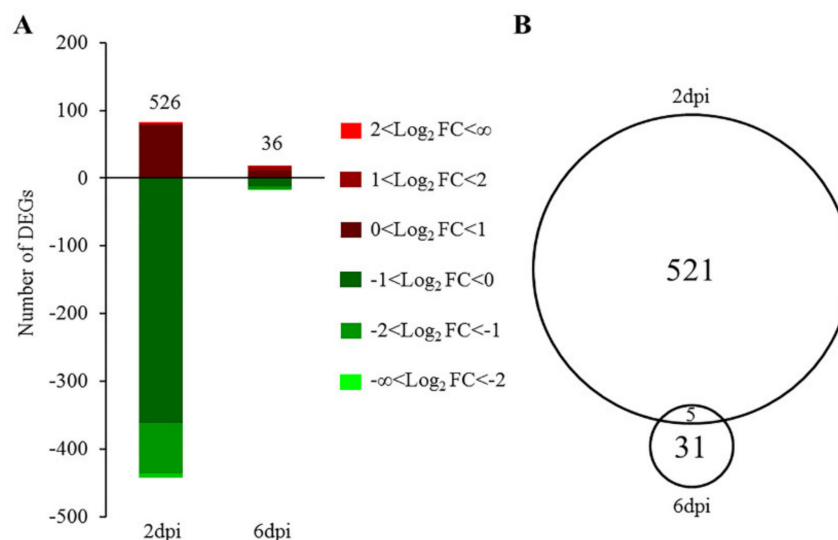 A
Number of DEGs
200
100
0
-100
-200
-300
-400
-500
526
36
2dpi
6dpi
2<Log₂ FC<∞
1<Log₂ FC<2
0<Log₂ FC<1
-1<Log₂ FC<0
-2<Log₂ FC<-1
-∞<Log₂ FC<-2
B
2dpi
521
5
31
6dpi